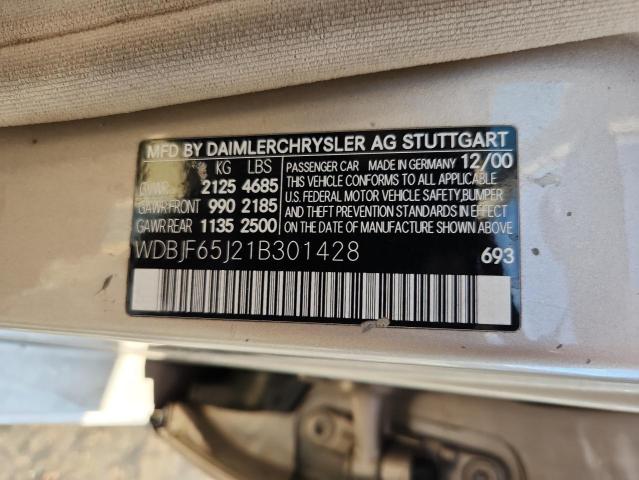 MFD BY DAIMLERCHRYSLER AG STUTTGART
KG LBS
GVWR 2125 4685
GAWR FRONT 990 2185
GAWR REAR 1135 2500
PASSENGER CAR MADE IN GERMANY 12/00
THIS VEHICLE CONFORMS TO ALL APPLICABLE
U.S. FEDERAL MOTOR VEHICLE SAFETY,BUMPER
AND THEFT PREVENTION STANDARDS IN EFFECT
ON THE DATE OF MANUFACTURE SHOWN ABOVE.
WDBJF65J21B301428
693